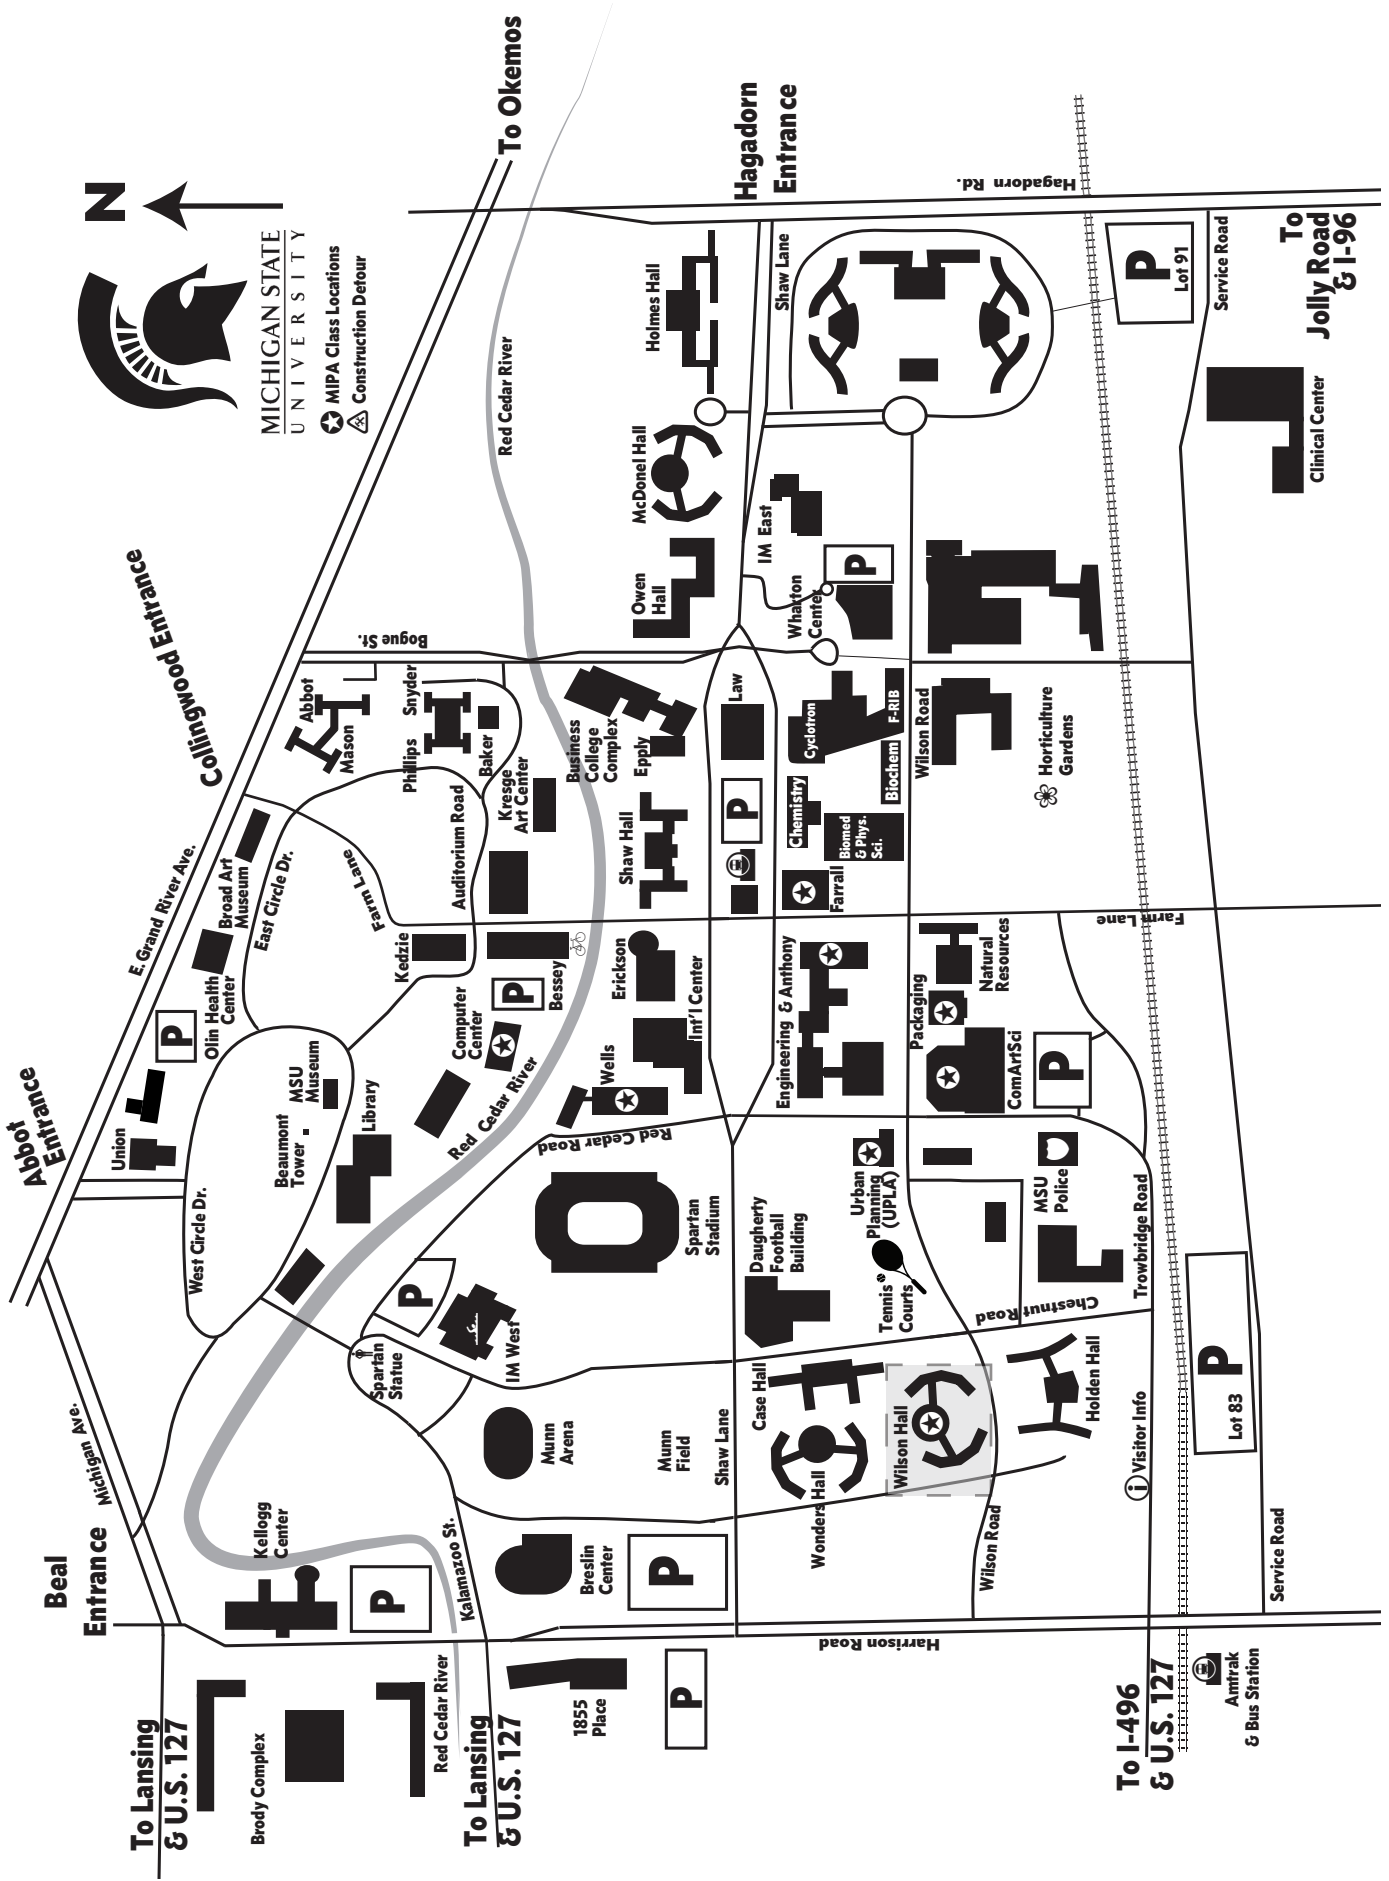 N
MICHIGAN STATE
UNIVERSITY
MIPA Class Locations
Construction Detour
To Okemos
Hagadorn
Entrance
Hagadorn Rd.
To
Jolly Road
& I-96
Collingwood Entrance
Abbot
Entrance
Beal
Entrance
To Lansing
& U.S. 127
To Lansing
& U.S. 127
To I-496
& U.S. 127
E. Grand River Ave.
Michigan Ave.
Union
P
Olin Health
Center
Broad Art
Museum
East Circle Dr.
West Circle Dr.
Farm Lane
Abbot
Mason
Snyder
Phillips
Bogue St.
Baker
Kresge
Art Center
Auditorium Road
Kedzie
Bessey
P
Computer
Center
MSU
Museum
Beaumont
Tower
Library
Red Cedar River
Red Cedar River
Red Cedar River
Business
College
Complex
Epply
Shaw Hall
Erickson
Int'l Center
Wells
Red Cedar Road
Spartan
Stadium
P
IM West
Spartan
Statue
Munn
Arena
Munn
Field
Shaw Lane
Kalamazoo St.
Kellogg
Center
P
Breslin
Center
P
Brody Complex
1855
Place
P
Harrison Road
Holmes Hall
McDonel Hall
Owen
Hall
Shaw Lane
IM East
Wharton
Center
P
Law
P
Cyclotron
F-RIB
Biochem
Chemistry
Biomed
& Phys.
Sci.
Farrall
Wilson Road
Horticulture
Gardens
Engineering & Anthony
Packaging
Natural
Resources
Farm Lane
ComArtSci
P
Urban
Planning
(UPLA)
Daugherty
Football
Building
Tennis
Courts
MSU
Police
Trowbridge Road
Chestnut Road
Case Hall
Wonders Hall
Wilson Hall
Holden Hall
Wilson Road
i
Visitor Info
P
Lot 83
P
Lot 91
Service Road
Clinical Center
Service Road
Amtrak
& Bus Station